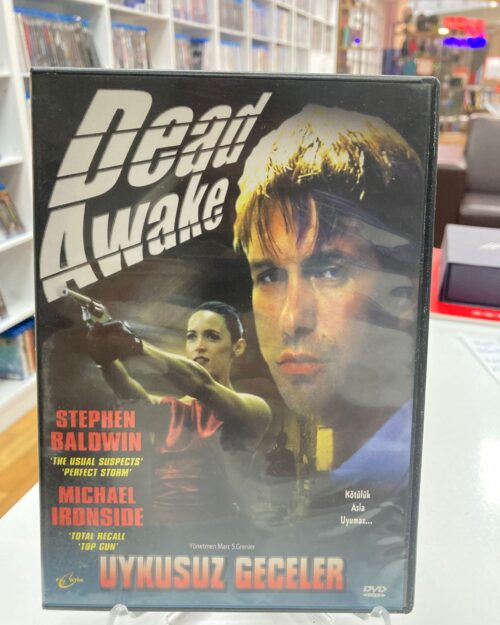 Dead
Awake
STEPHEN
BALDWIN
'THE USUAL SUSPECTS'
'PERFECT STORM'
MICHAEL
IRONSIDE
'TOTAL RECALL
'TOP GUN'
Kötülük
Asla
Uyumaz...
Yönetmen Marc S.Grenier
UYKUSUZ GECELER
DVD